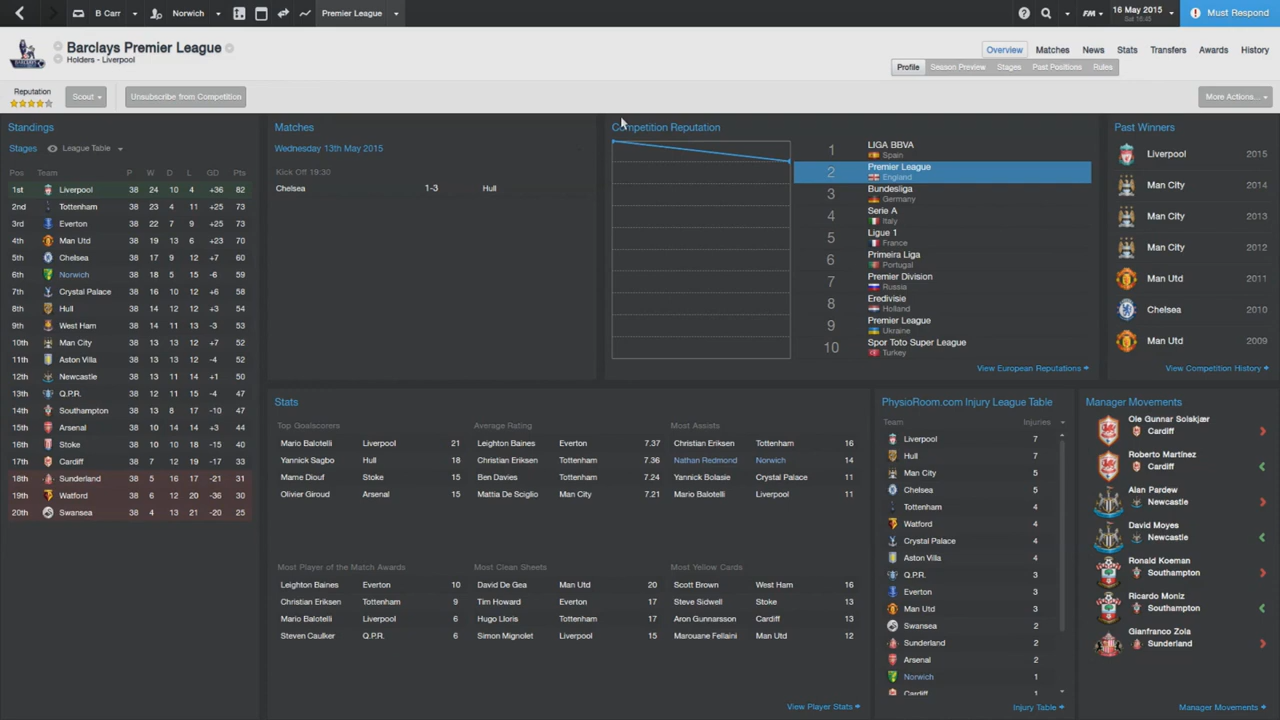 B Carr
Norwich
Premier League
FM
16 May 2015
Sat 16:45
Must Respond
Barclays Premier League
Holders - Liverpool
Overview Matches News Stats Transfers Awards History
Profile Season Preview Stages Past Positions Rules
Reputation
Scout
Unsubscribe from Competition
More Actions...
Standings
Stages League Table
Pos Team P W D L GD Pts
1st Liverpool 38 24 10 4 +36 82
2nd Tottenham 38 23 4 11 +25 73
3rd Everton 38 22 7 9 +25 73
4th Man Utd 38 19 13 6 +23 70
5th Chelsea 38 17 9 12 +7 60
6th Norwich 38 18 5 15 -6 59
7th Crystal Palace 38 16 10 12 +6 58
8th Hull 38 14 12 12 +3 54
9th West Ham 38 14 11 13 -3 53
10th Man City 38 13 13 12 +7 52
11th Aston Villa 38 13 13 12 -4 52
12th Newcastle 38 13 11 14 +1 50
13th Q.P.R. 38 12 11 15 -4 47
14th Southampton 38 13 8 17 -10 47
15th Arsenal 38 10 14 14 +3 44
16th Stoke 38 10 10 18 -15 40
17th Cardiff 38 7 12 19 -17 33
18th Sunderland 38 5 16 17 -21 31
19th Watford 38 6 12 20 -36 30
20th Swansea 38 4 13 21 -20 25
Matches
Wednesday 13th May 2015
Kick Off 19:30
Chelsea 1-3 Hull
Competition Reputation
1 LIGA BBVA
Spain
2 Premier League
England
3 Bundesliga
Germany
4 Serie A
Italy
5 Ligue 1
France
6 Primeira Liga
Portugal
7 Premier Division
Russia
8 Eredivisie
Holland
9 Premier League
Ukraine
10 Spor Toto Super League
Turkey
View European Reputations
Past Winners
Liverpool 2015
Man City 2014
Man City 2013
Man City 2012
Man Utd 2011
Chelsea 2010
Man Utd 2009
View Competition History
Stats
Top Goalscorers
Mario Balotelli Liverpool 21
Yannick Sagbo Hull 18
Mame Diouf Stoke 15
Olivier Giroud Arsenal 15
Average Rating
Leighton Baines Everton 7.37
Christian Eriksen Tottenham 7.36
Ben Davies Tottenham 7.24
Mattia De Sciglio Man City 7.21
Most Assists
Christian Eriksen Tottenham 16
Nathan Redmond Norwich 14
Yannick Bolasie Crystal Palace 11
Mario Balotelli Liverpool 11
Most Player of the Match Awards
Leighton Baines Everton 10
Christian Eriksen Tottenham 9
Mario Balotelli Liverpool 6
Steven Caulker Q.P.R. 6
Most Clean Sheets
David De Gea Man Utd 20
Tim Howard Everton 17
Hugo Lloris Tottenham 17
Simon Mignolet Liverpool 15
Most Yellow Cards
Scott Brown West Ham 16
Steve Sidwell Stoke 13
Aron Gunnarsson Cardiff 13
Marouane Fellaini Man Utd 12
View Player Stats
PhysioRoom.com Injury League Table
Team Injuries
Liverpool 7
Hull 7
Man City 5
Chelsea 5
Tottenham 4
Watford 4
Crystal Palace 4
Aston Villa 4
Q.P.R. 3
Everton 3
Man Utd 3
Swansea 2
Sunderland 2
Arsenal 2
Norwich 1
Cardiff 1
Injury Table
Manager Movements
Ole Gunnar Solskjær
Cardiff
Roberto Martínez
Cardiff
Alan Pardew
Newcastle
David Moyes
Newcastle
Ronald Koeman
Southampton
Ricardo Moniz
Southampton
Gianfranco Zola
Sunderland
Manager Movements